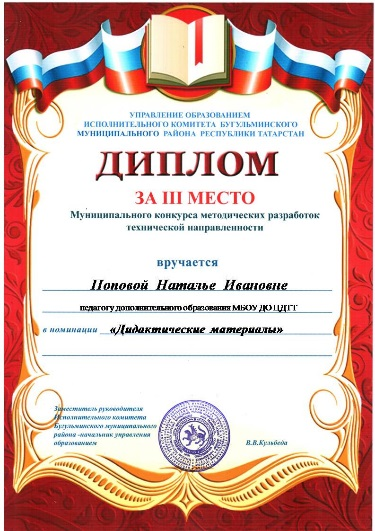 УПРАВЛЕНИЕ ОБРАЗОВАНИЕМ
ИСПОЛНИТЕЛЬНОГО КОМИТЕТА БУГУЛЬМИНСКОГО
МУНИЦИПАЛЬНОГО РАЙОНА РЕСПУБЛИКИ ТАТАРСТАН
ДИПЛОМ
ЗА III МЕСТО
Муниципального конкурса методических разработок
технической направленности
вручается
Поповой Наталье Ивановне
педагогу дополнительного образования МБОУ ДО ЦДТТ
в номинации «Дидактические материалы»
Заместитель руководителя
Исполнительного комитета
Бугульминского муниципального
района -начальник управления
образованием
В.В.Кульбеда